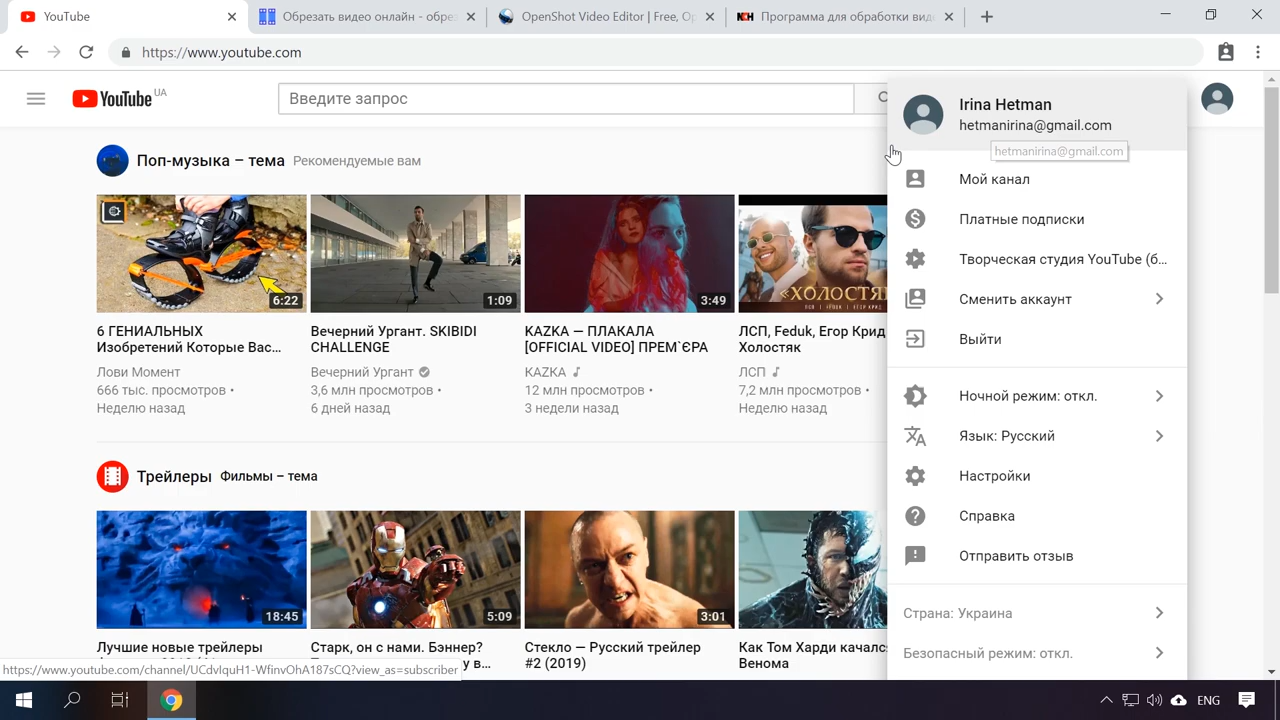 YouTube
Обрезать видео онлайн - обрез
OpenShot Video Editor | Free, Op
NCH Программа для обработки вид
https://www.youtube.com
YouTube UA
Введите запрос
Irina Hetman
hetmanirina@gmail.com
hetmanirina@gmail.com
Мой канал
Платные подписки
Творческая студия YouTube (б...
Сменить аккаунт
Выйти
Ночной режим: откл.
Язык: Русский
Настройки
Справка
Отправить отзыв
Страна: Украина
Безопасный режим: откл.
Поп-музыка – тема Рекомендуемые вам
6:22
1:09
3:49
«ХОЛОСТЯК
6 ГЕНИАЛЬНЫХ
Изобретений Которые Вас...
Лови Момент
666 тыс. просмотров •
Неделю назад
Вечерний Ургант. SKIBIDI
CHALLENGE
Вечерний Ургант
3,6 млн просмотров •
6 дней назад
KAZKA — ПЛАКАЛА
[OFFICIAL VIDEO] ПРЕМ`ЄРА
KAZKA
12 млн просмотров •
3 недели назад
ЛСП, Feduk, Егор Крид
Холостяк
ЛСП
7,2 млн просмотров •
Неделю назад
Трейлеры Фильмы – тема
18:45
5:09
3:01
Лучшие новые трейлеры
Старк, он с нами. Бэннер?
у в...
Стекло — Русский трейлер
#2 (2019)
Как Том Харди качалс
Венома
https://www.youtube.com/channel/UCdvIquH1-WfinvOhA187sCQ?view_as=subscriber
ENG